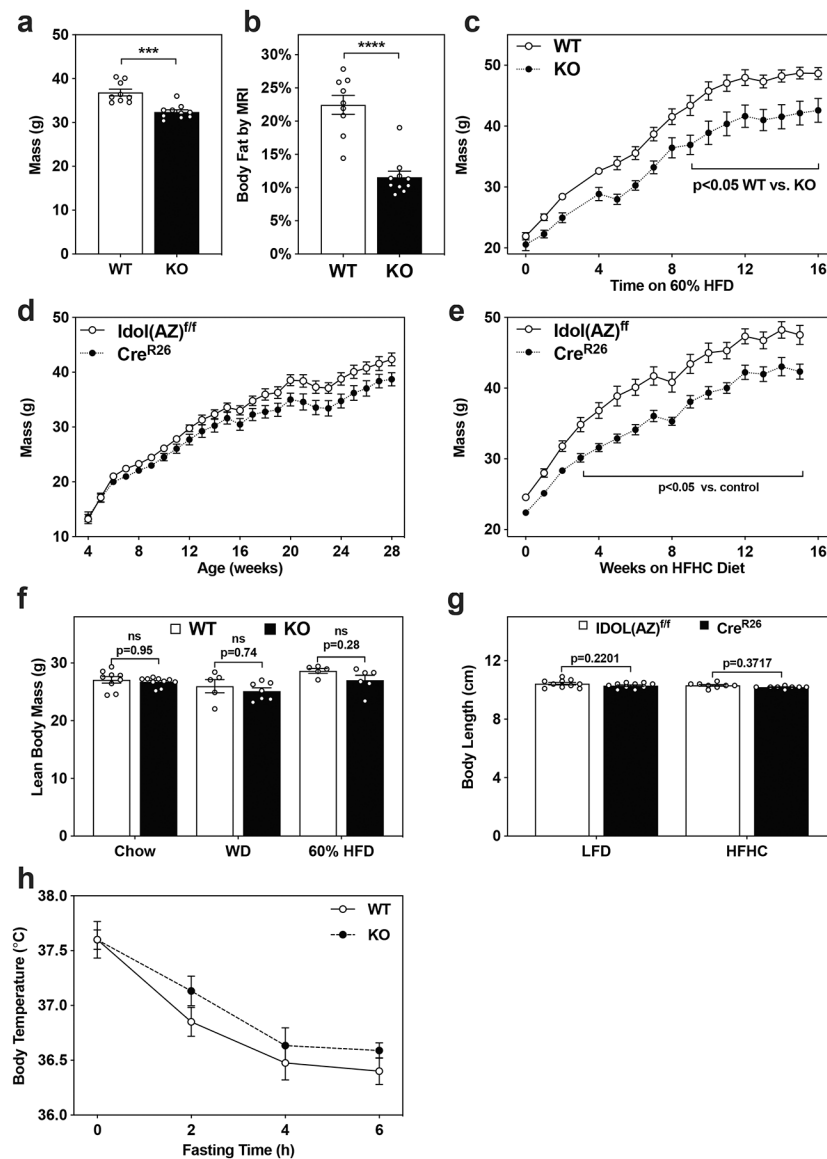 a
***
Mass (g)
50
40
30
20
10
0
WT
KO
b
****
Body Fat by MRI
30%
25%
20%
15%
10%
5%
0%
WT
KO
c
WT
KO
Mass (g)
50
40
30
20
p<0.05 WT vs. KO
0
4
8
12
16
Time on 60% HFD
d
Idol(AZ)f/f
CreR26
Mass (g)
50
40
30
20
10
4
8
12
16
20
24
28
Age (weeks)
e
Idol(AZ)ff
CreR26
Mass (g)
50
40
30
20
p<0.05 vs. control
0
4
8
12
16
Weeks on HFHC Diet
f
WT
KO
ns
p=0.95
ns
p=0.74
ns
p=0.28
Lean Body Mass (g)
40
30
20
10
0
Chow
WD
60% HFD
g
IDOL(AZ)f/f
CreR26
p=0.2201
p=0.3717
Body Length (cm)
16
12
8
4
0
LFD
HFHC
h
WT
KO
Body Temperature (°C)
38.0
37.5
37.0
36.5
36.0
0
2
4
6
Fasting Time (h)